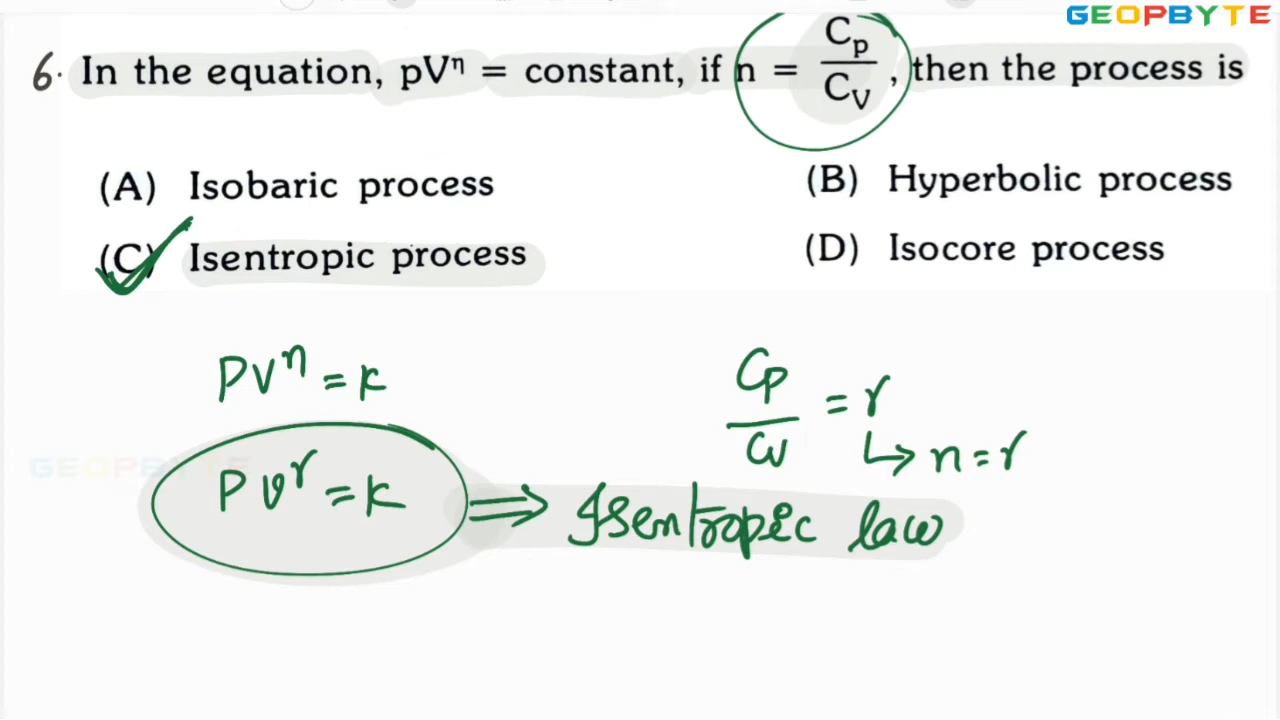 GEOPBYTE
6. In the equation, pVⁿ = constant, if n = Cp/CV, then the process is
(A) Isobaric process (B) Hyperbolic process
(C) Isentropic process (D) Isocore process
PVⁿ = K Cp/Cv = γ
↳ n = γ
GEOPBYTE
PVᵞ = K ⇒ Isentropic law